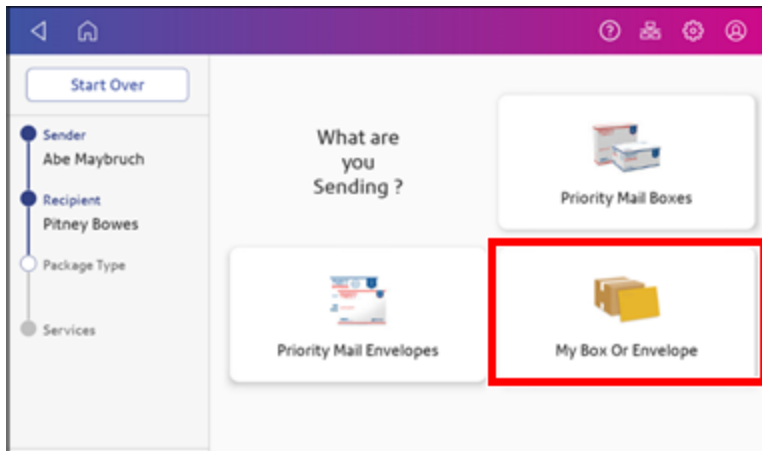 Start Over
Sender
Abe Maybruch
Recipient
Pitney Bowes
Package Type
Services
What are
you
Sending ?
Priority Mail Boxes
Priority Mail Envelopes
My Box Or Envelope